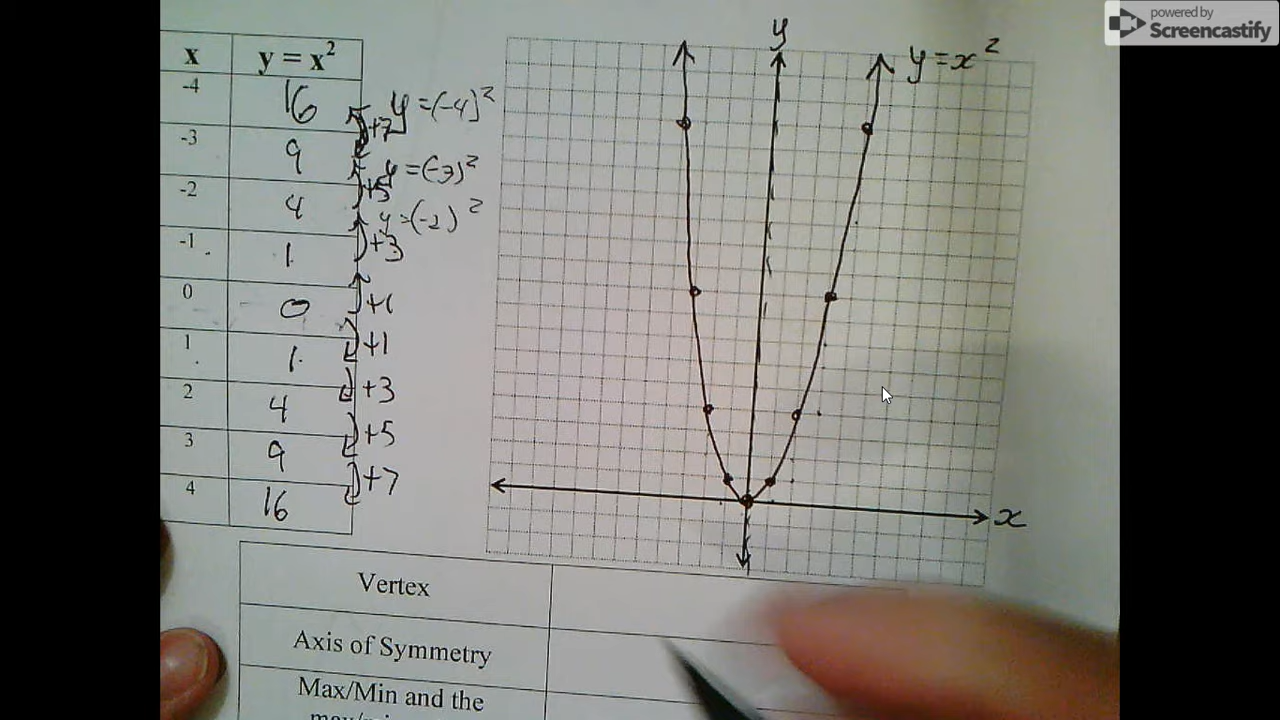 powered by
Screencastify
x y = x²
-4 16
-3 9
-2 4
-1 1
0 0
1 1
2 4
3 9
4 16
+7
+5
+3
+1
+1
+3
+5
+7
y = (-4)²
y = (-3)²
y = (-2)²
y
y = x²
x
Vertex
Axis of Symmetry
Max/Min and the